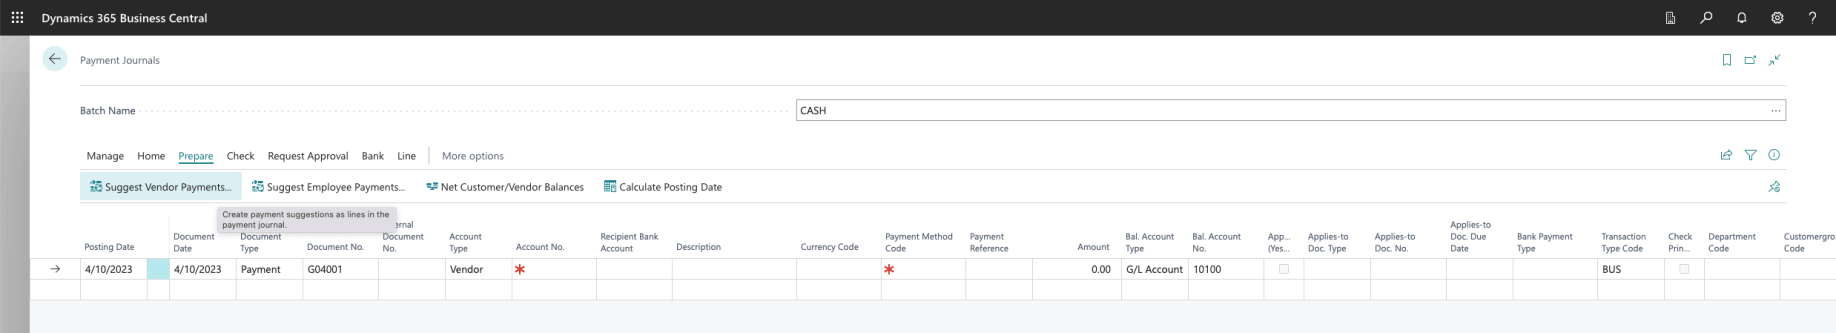 Dynamics 365 Business Central
Payment Journals
Batch Name
CASH
Manage Home Prepare Check Request Approval Bank Line More options
Suggest Vendor Payments... Suggest Employee Payments... Net Customer/Vendor Balances Calculate Posting Date
Create payment suggestions as lines in the
payment journal.
Posting Date
Document
Date
Document
Type
Document No.
Document
No.
Account
Type
Account No.
Recipient Bank
Account
Description
Currency Code
Payment Method
Code
Payment
Reference
Amount
Bal. Account
Type
Bal. Account
No.
App...
(Yes...
Applies-to
Doc. Type
Applies-to
Doc. No.
Applies-to
Doc. Due
Date
Bank Payment
Type
Transaction
Type Code
Check
Prin...
Department
Code
Customergro
Code
4/10/2023 4/10/2023 Payment G04001 Vendor 0.00 G/L Account 10100 BUS